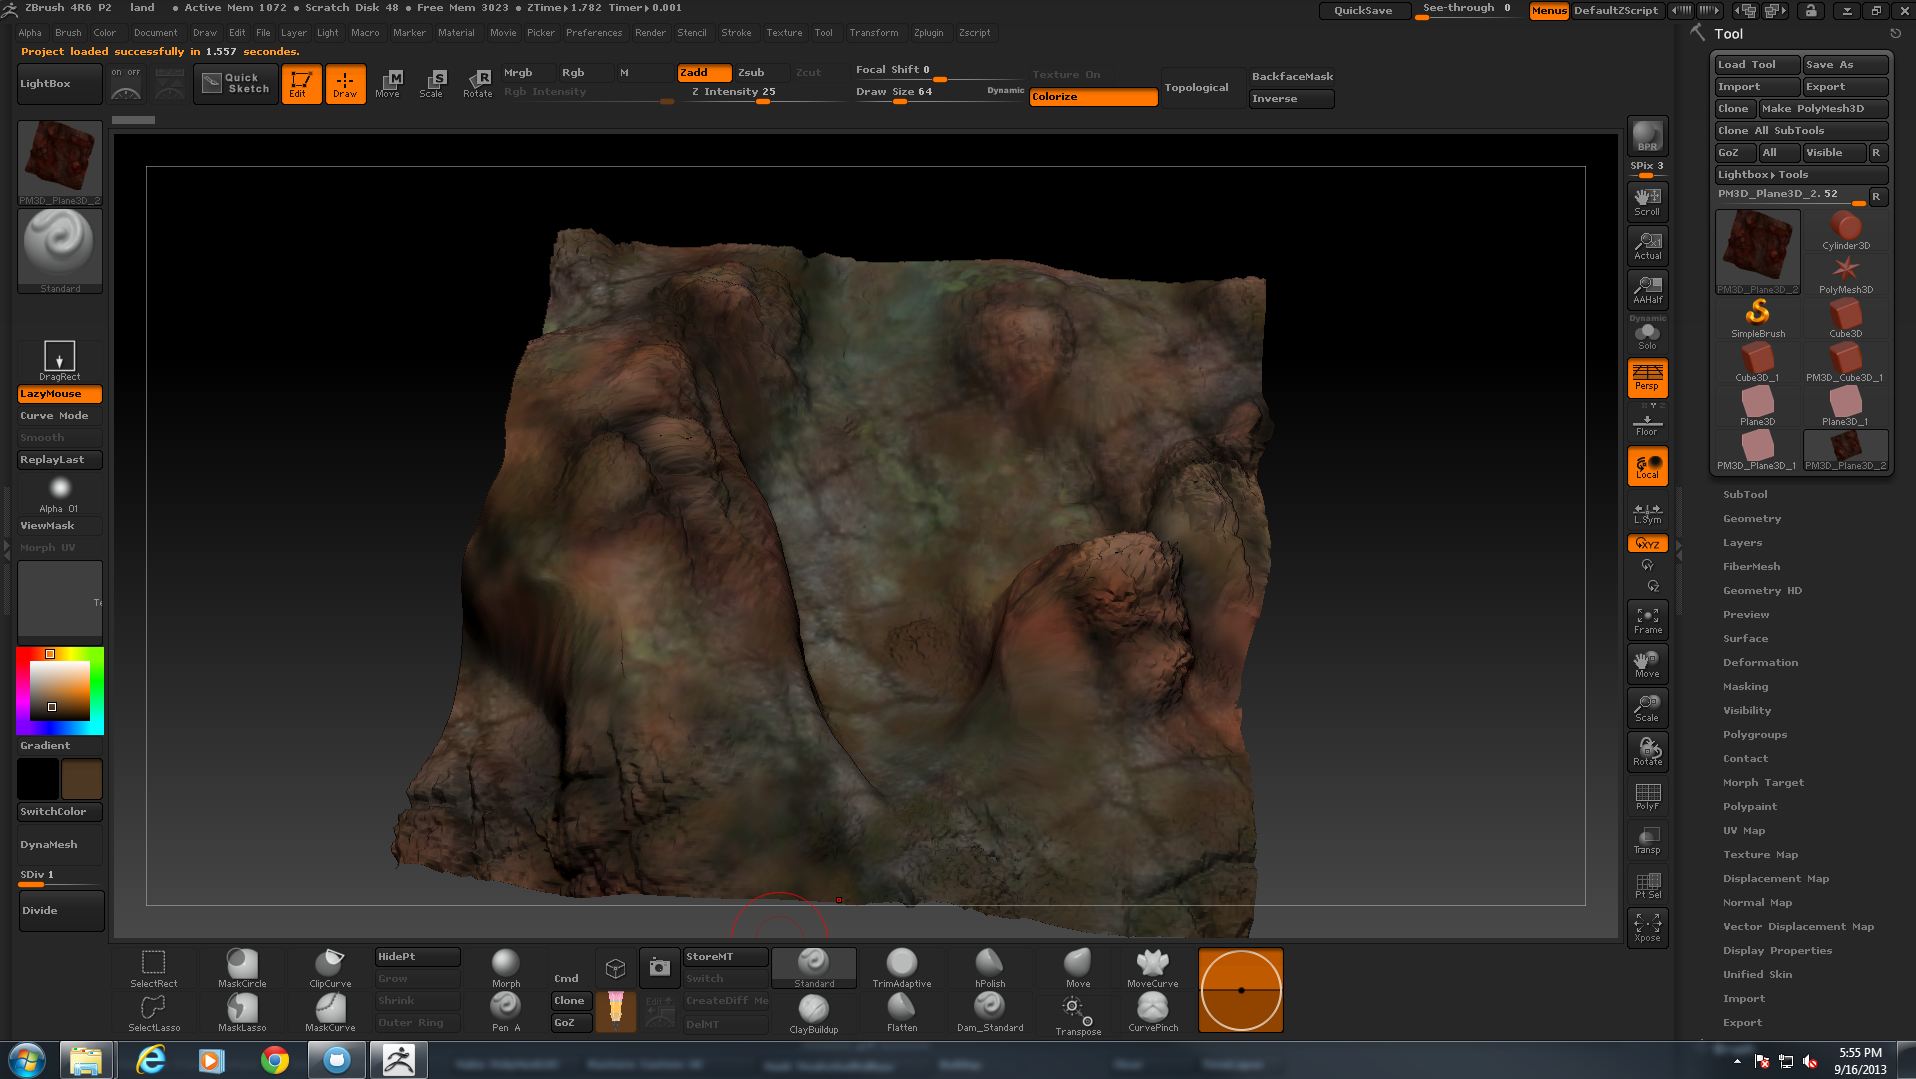 ZBrush 4R6 P2 land • Active Mem 1072 • Scratch Disk 48 • Free Mem 3023 • ZTime▸1.782 Timer▸0.001
QuickSave
See-through 0
Menus
DefaultZScript
Alpha Brush Color Document Draw Edit File Layer Light Macro Marker Material Movie Picker Preferences Render Stencil Stroke Texture Tool Transform Zplugin Zscript
Project loaded successfully in 1.557 seconds.
LightBox
on off
Quick
Sketch
Edit
Draw
Move
Scale
Rotate
Mrgb Rgb M
Rgb Intensity
Zadd Zsub Zcut
Z Intensity 25
Focal Shift 0
Draw Size 64
Dynamic
Texture On
Colorize
Topological
BackfaceMask
Inverse
PM3D_Plane3D_2
Standard
DragRect
LazyMouse
Curve Mode
Smooth
ReplayLast
Alpha 01
ViewMask
Morph UV
Te
Gradient
SwitchColor
DynaMesh
SDiv 1
Divide
BPR
SPix 3
Scroll
Actual
AAHalf
Dynamic
Solo
Persp
Floor
Local
L.Sym
XYZ
Frame
Move
Scale
Rotate
PolyF
Transp
Pt Sel
Xpose
Tool
Load Tool Save As
Import Export
Clone Make PolyMesh3D
Clone All SubTools
GoZ All Visible R
Lightbox▸Tools
PM3D_Plane3D_2. 52 R
PM3D_Plane3D_2
Cylinder3D
PolyMesh3D
SimpleBrush
Cube3D
Cube3D_1
PM3D_Cube3D_1
Plane3D
Plane3D_1
PM3D_Plane3D_1
PM3D_Plane3D_2
SubTool
Geometry
Layers
FiberMesh
Geometry HD
Preview
Surface
Deformation
Masking
Visibility
Polygroups
Contact
Morph Target
Polypaint
UV Map
Texture Map
Displacement Map
Normal Map
Vector Displacement Map
Display Properties
Unified Skin
Import
Export
SelectRect
MaskCircle
ClipCurve
HidePt
Grow
Shrink
Outer Ring
SelectLasso
MaskLasso
MaskCurve
Morph
Pen A
Cmd
Clone
GoZ
Edit
StoreMT
Switch
CreateDiff Me
DelMT
Standard
TrimAdaptive
hPolish
Move
MoveCurve
ClayBuildup
Flatten
Dam_Standard
Transpose
CurvePinch
5:55 PM
9/16/2013